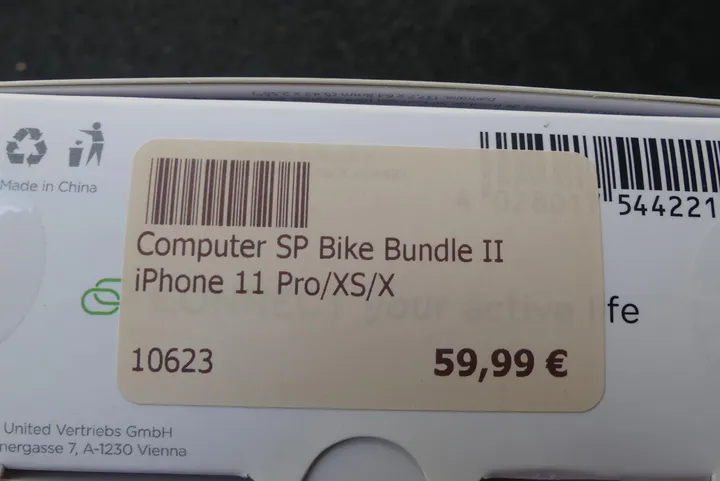 Made in China
544221
Computer SP Bike Bundle II
iPhone 11 Pro/XS/X
CONNECT your active life
10623
59,99 €
United Vertriebs GmbH
nergasse 7, A-1230 Vienna